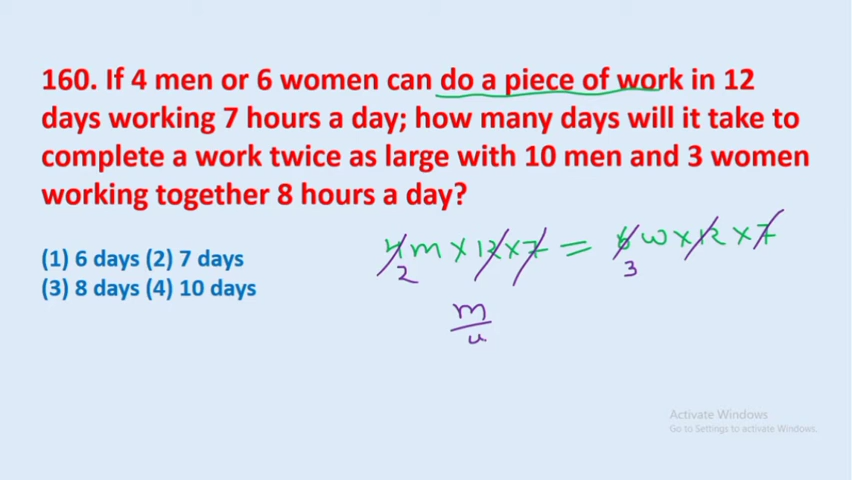 160. If 4 men or 6 women can do a piece of work in 12
days working 7 hours a day; how many days will it take to
complete a work twice as large with 10 men and 3 women
working together 8 hours a day?
4m × 12 × 7 = 6w × 12 × 7
2 3
(1) 6 days (2) 7 days
(3) 8 days (4) 10 days
m
Activate Windows
Go to Settings to activate Windows.